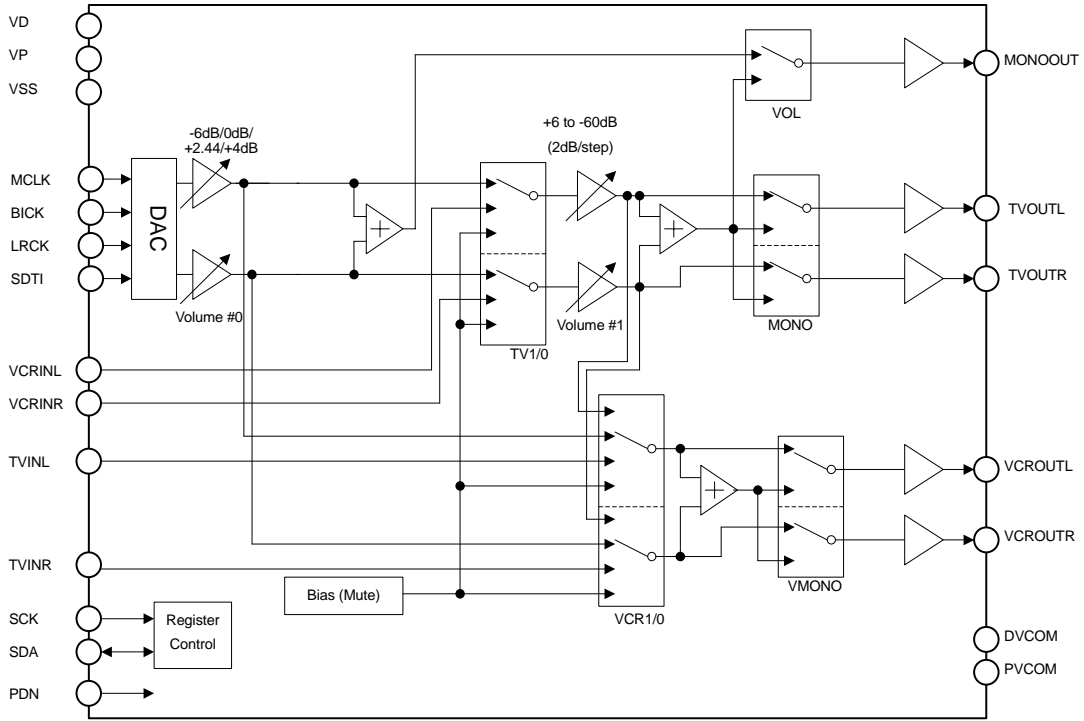 VD
VP
VSS
MONOOUT
VOL
-6dB/0dB/
+2.44/+4dB
+6 to -60dB
(2dB/step)
MCLK
BICK
LRCK
SDTI
DAC
TVOUTL
TVOUTR
Volume #0
Volume #1
MONO
TV1/0
VCRINL
VCRINR
TVINL
VCROUTL
VCROUTR
TVINR
Bias (Mute)
VMONO
VCR1/0
SCK
SDA
PDN
Register
Control
DVCOM
PVCOM